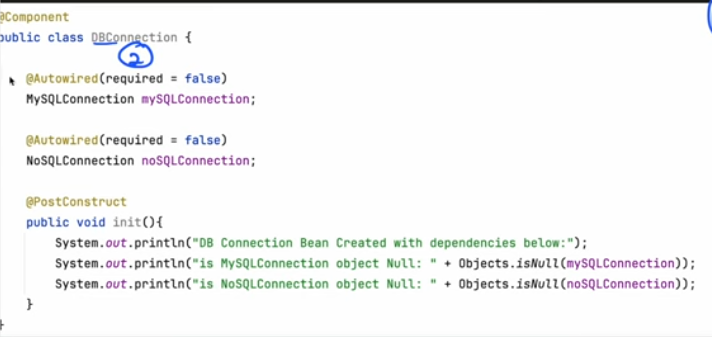 @Component
public class DBConnection {
2
@Autowired(required = false)
MySQLConnection mySQLConnection;
@Autowired(required = false)
NoSQLConnection noSQLConnection;
@PostConstruct
public void init(){
System.out.println("DB Connection Bean Created with dependencies below:");
System.out.println("is MySQLConnection object Null: " + Objects.isNull(mySQLConnection));
System.out.println("is NoSQLConnection object Null: " + Objects.isNull(noSQLConnection));
}
}